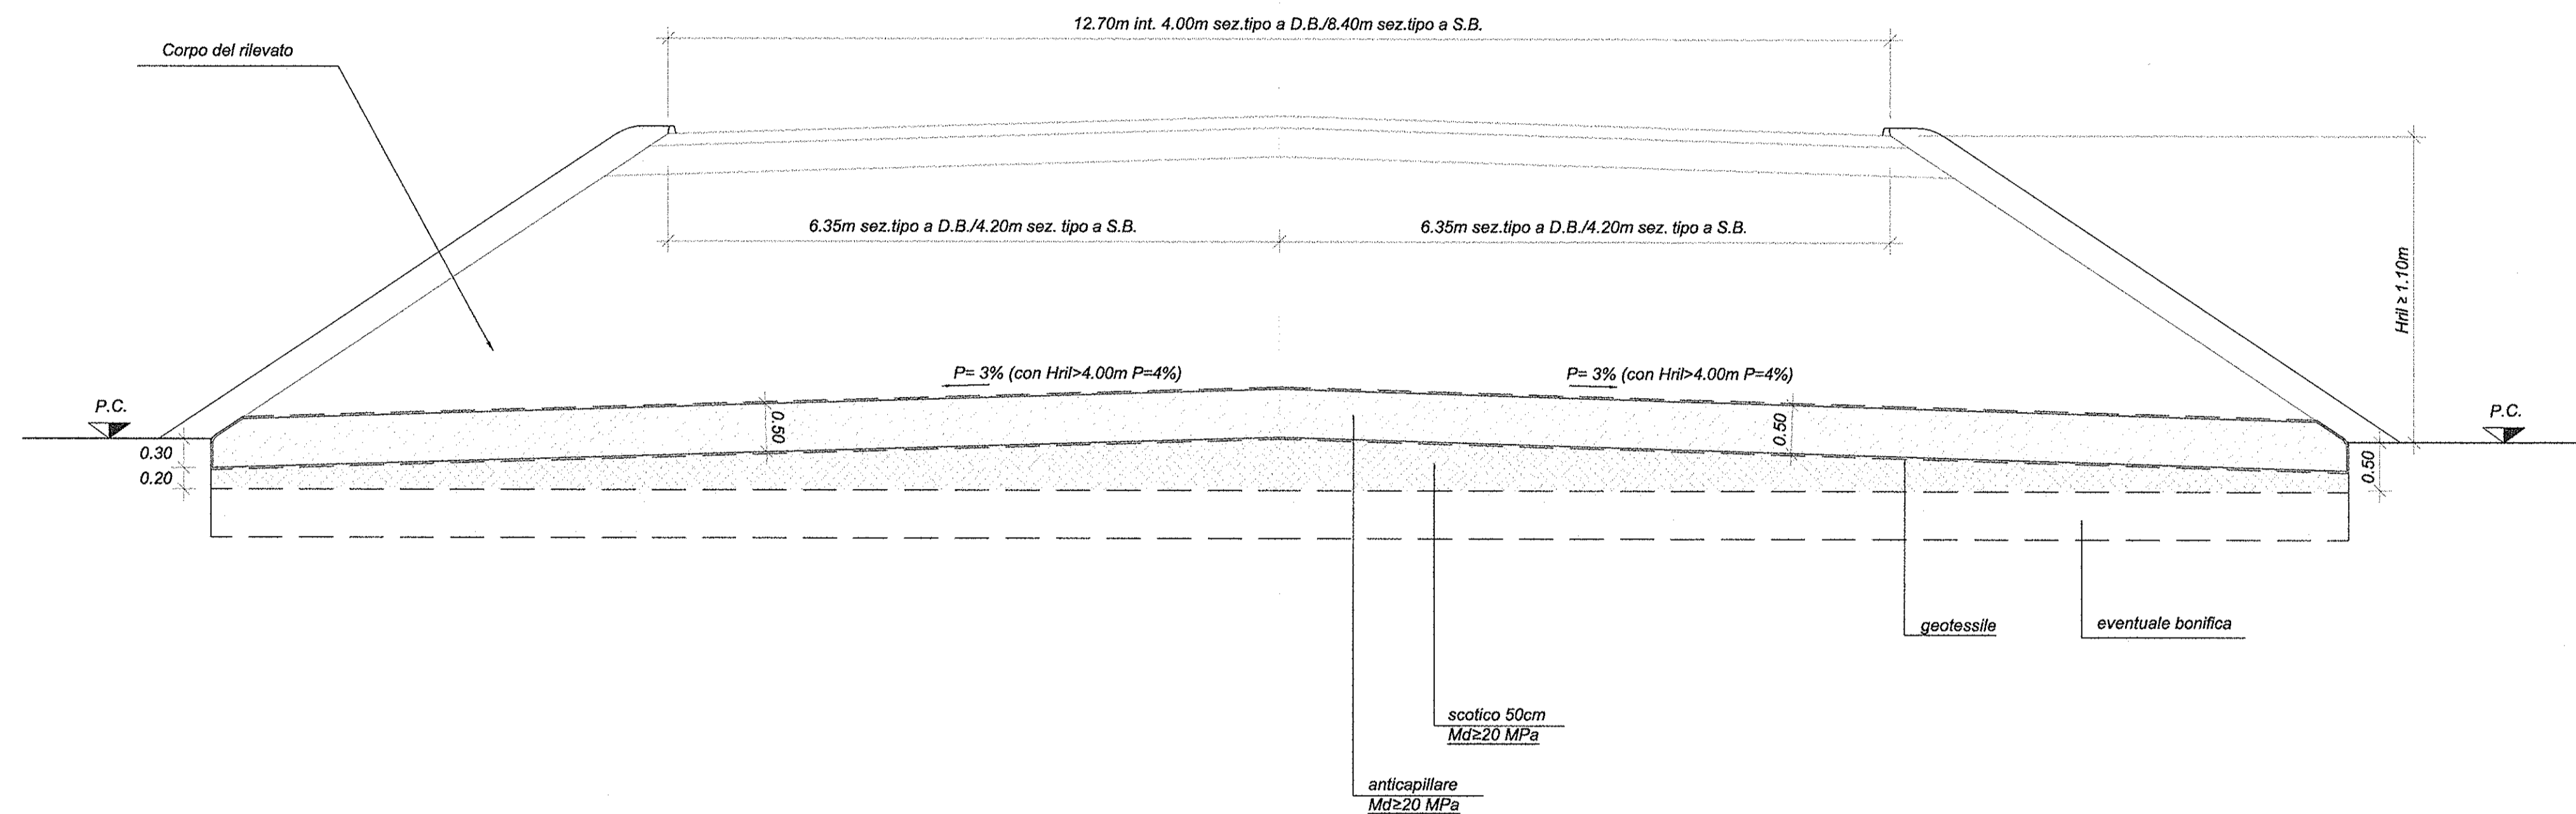 12.70m int. 4.00m sez.tipo a D.B./8.40m sez.tipo a S.B.
Corpo del rilevato
6.35m sez.tipo a D.B./4.20m sez. tipo a S.B.
6.35m sez.tipo a D.B./4.20m sez. tipo a S.B.
Hril ≥ 1.10m
P= 3% (con Hril>4.00m P=4%)
P= 3% (con Hril>4.00m P=4%)
P.C.
P.C.
0.50
0.50
0.30
0.20
0.50
geotessile
eventuale bonifica
scotico 50cm
Md≥20 MPa
anticapillare
Md≥20 MPa